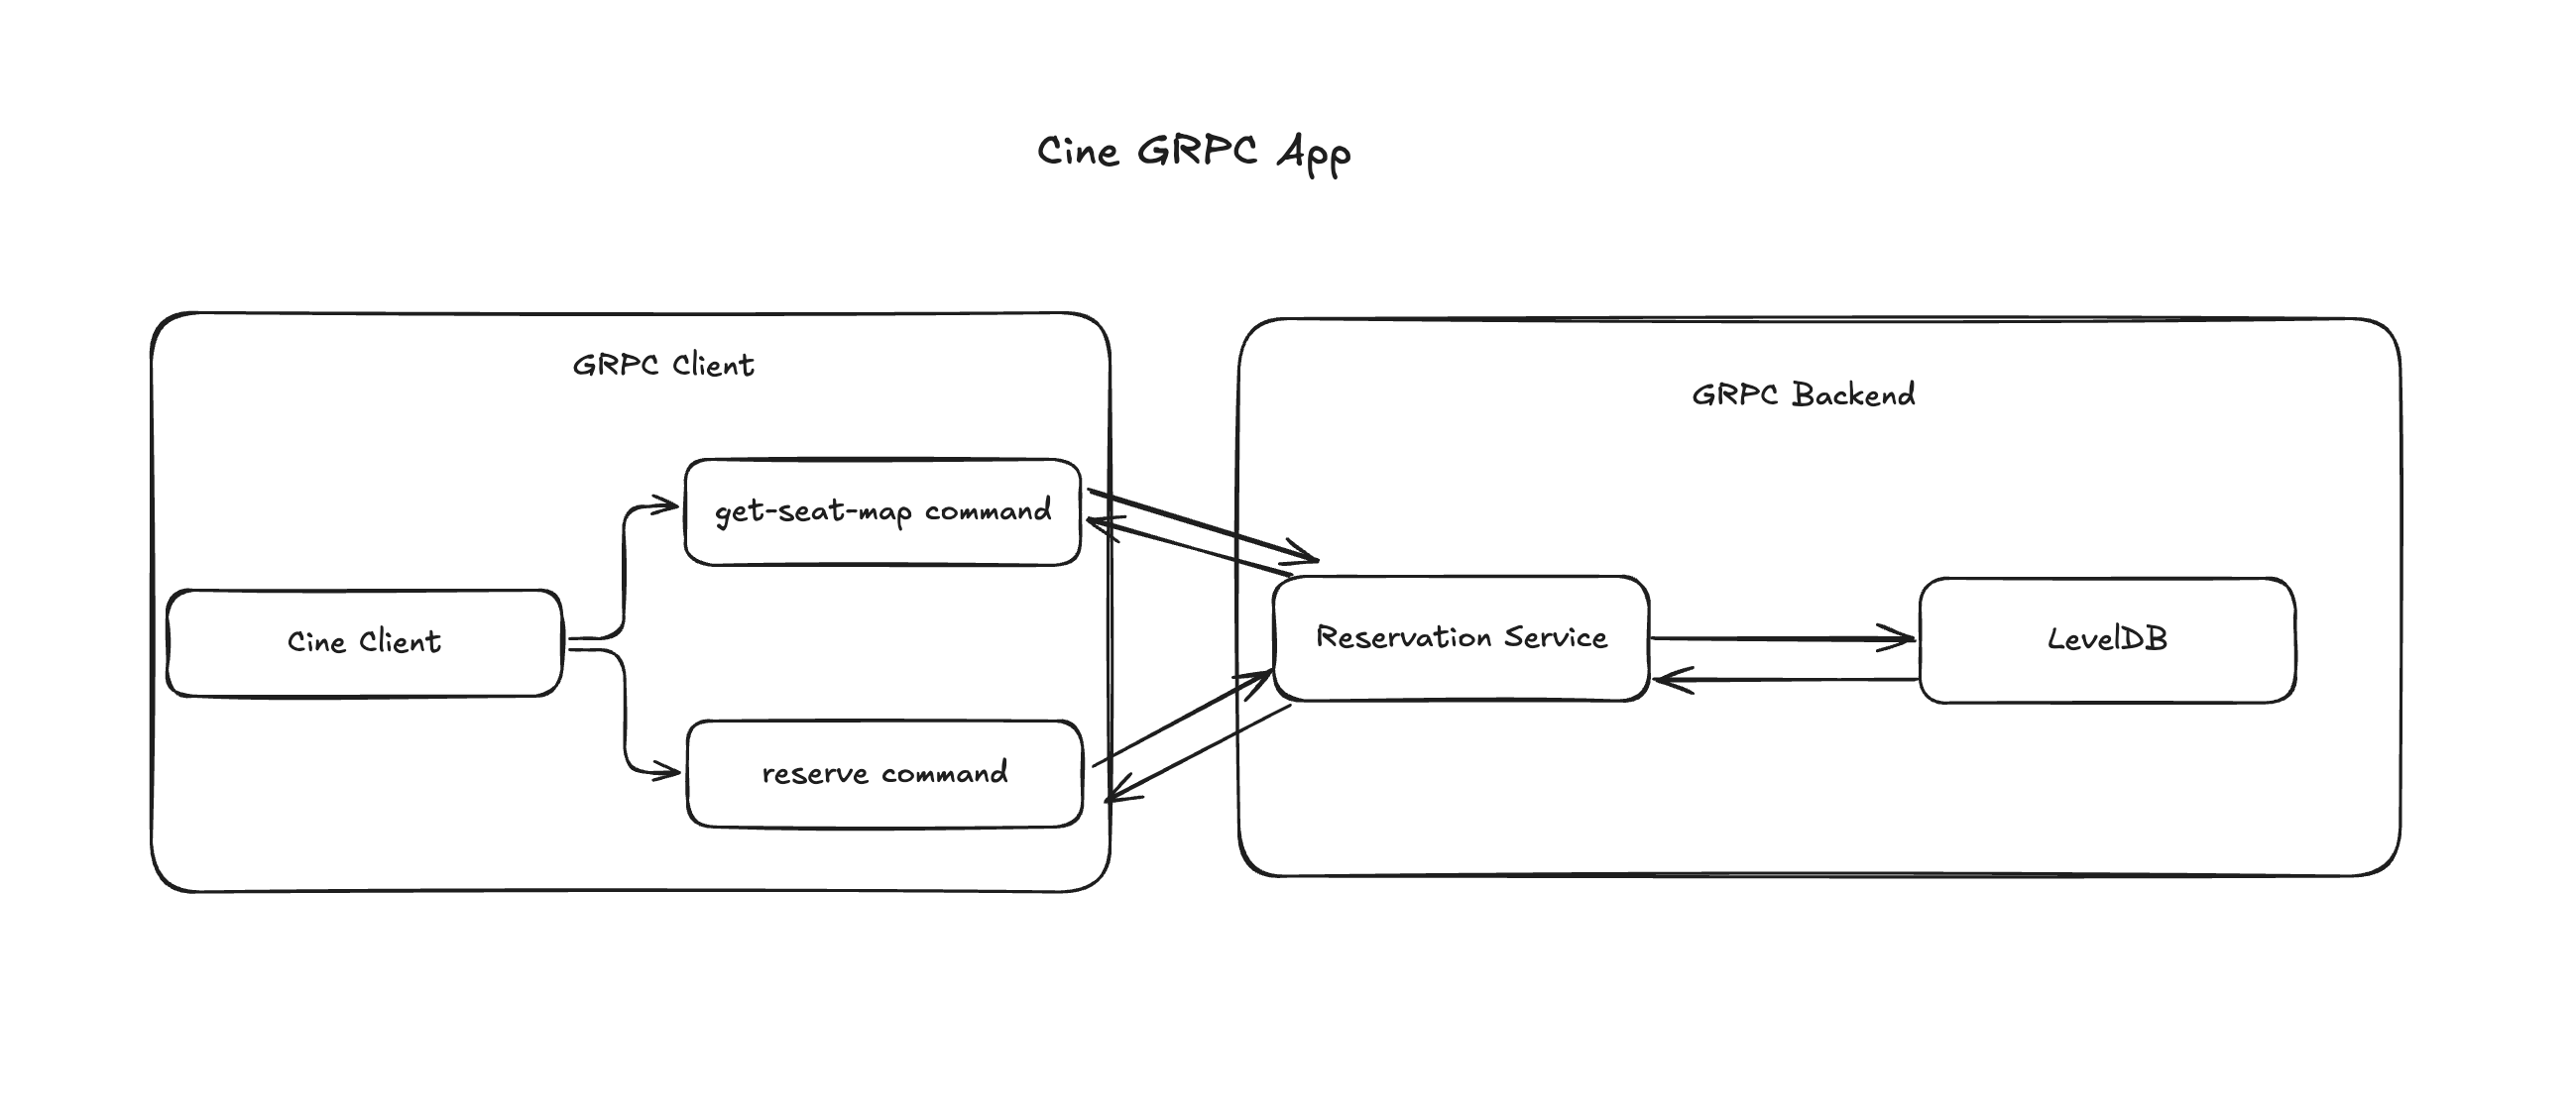 Cine GRPC App
GRPC Client
GRPC Backend
get-seat-map command
Cine Client
Reservation Service
LevelDB
reserve command